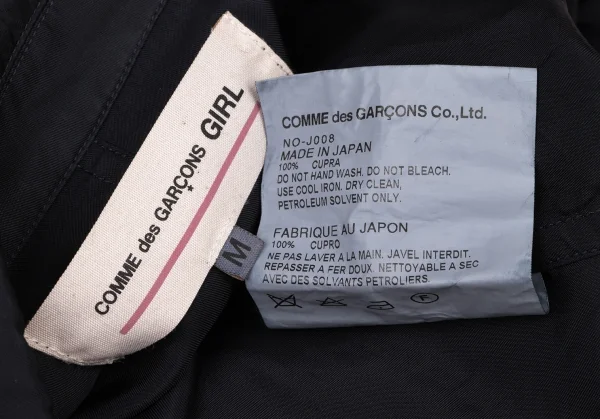 COMME des GARÇONS GIRL
M
COMME des GARÇONS Co.,Ltd.
NO-J008
MADE IN JAPAN
100% CUPRA
DO NOT HAND WASH. DO NOT BLEACH.
USE COOL IRON. DRY CLEAN,
PETROLEUM SOLVENT ONLY.
FABRIQUE AU JAPON
100% CUPRO
NE PAS LAVER A LA MAIN. JAVEL INTERDIT.
REPASSER A FER DOUX. NETTOYABLE A SEC
AVEC DES SOLVANTS PETROLIERS.